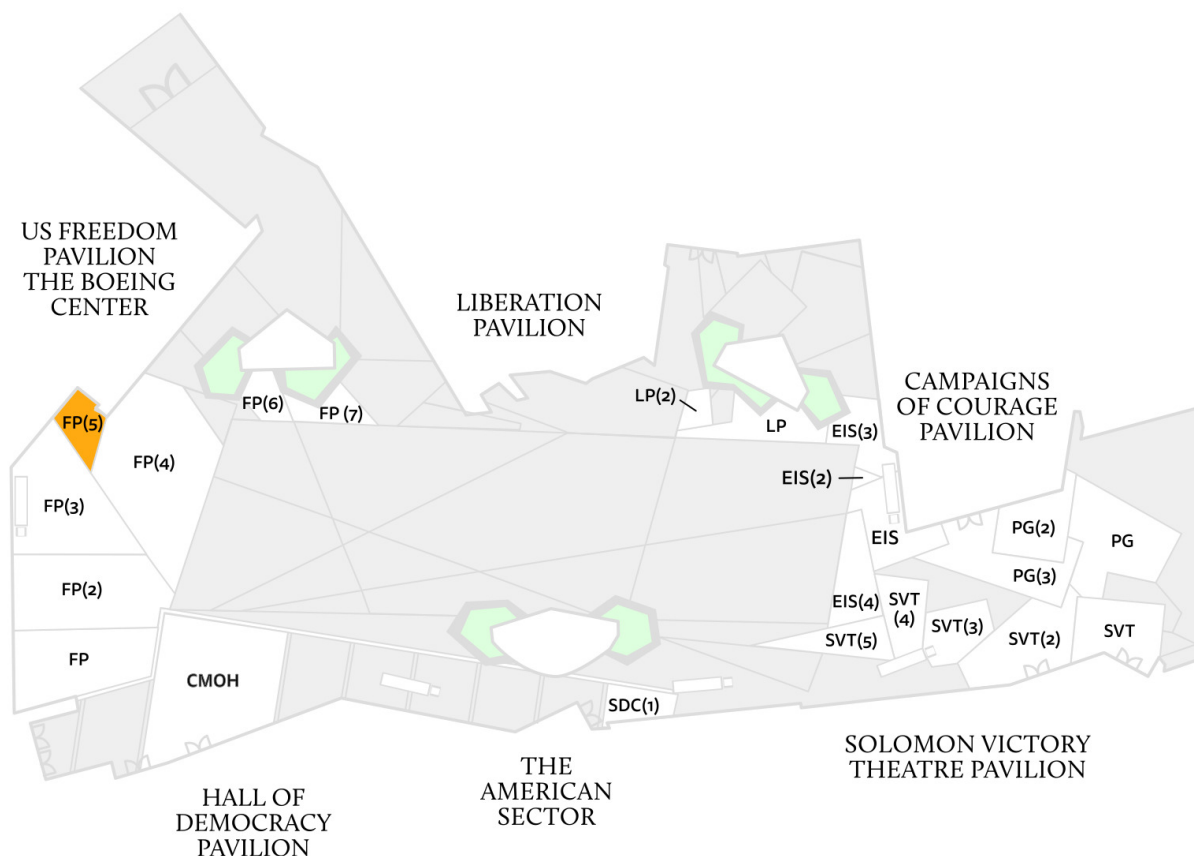 US FREEDOM
PAVILION
THE BOEING
CENTER
LIBERATION
PAVILION
CAMPAIGNS
OF COURAGE
PAVILION
LP(2)
FP(6)
FP (7)
FP(5)
LP
EIS(3)
FP(4)
EIS(2)
FP(3)
EIS
PG(2)
PG
PG(3)
FP(2)
EIS(4)
SVT
(4)
SVT(3)
SVT(5)
SVT(2)
SVT
FP
CMOH
SDC(1)
SOLOMON VICTORY
THEATRE PAVILION
THE
AMERICAN
SECTOR
HALL OF
DEMOCRACY
PAVILION